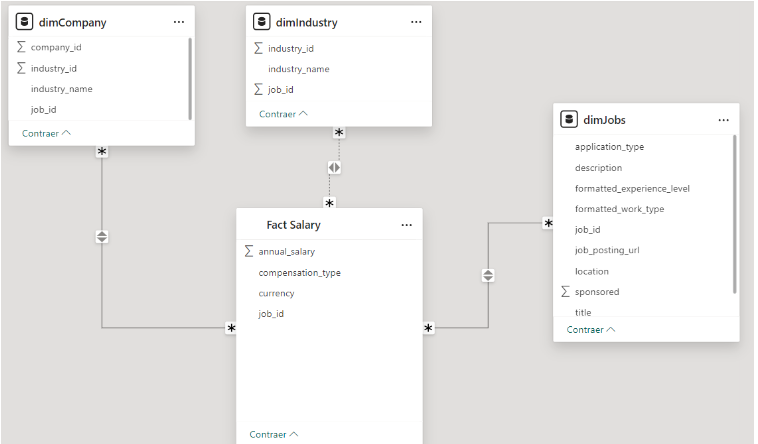 dimCompany
company_id
industry_id
industry_name
job_id
Contraer
dimIndustry
industry_id
industry_name
job_id
Contraer
dimJobs
application_type
description
formatted_experience_level
formatted_work_type
job_id
job_posting_url
location
sponsored
title
Contraer
Fact Salary
annual_salary
compensation_type
currency
job_id
Contraer